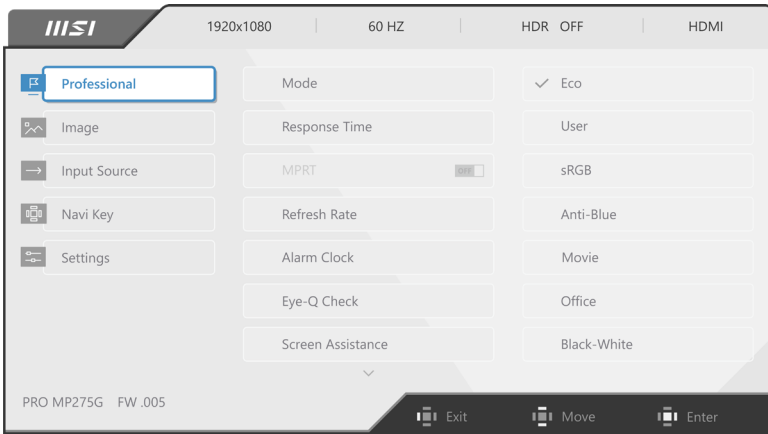 msi 1920x1080 60 HZ HDR OFF HDMI
Professional Mode Eco
Image Response Time User
Input Source MPRT OFF sRGB
Navi Key Refresh Rate Anti-Blue
Settings Alarm Clock Movie
Eye-Q Check Office
Screen Assistance Black-White
PRO MP275G FW .005
Exit Move Enter